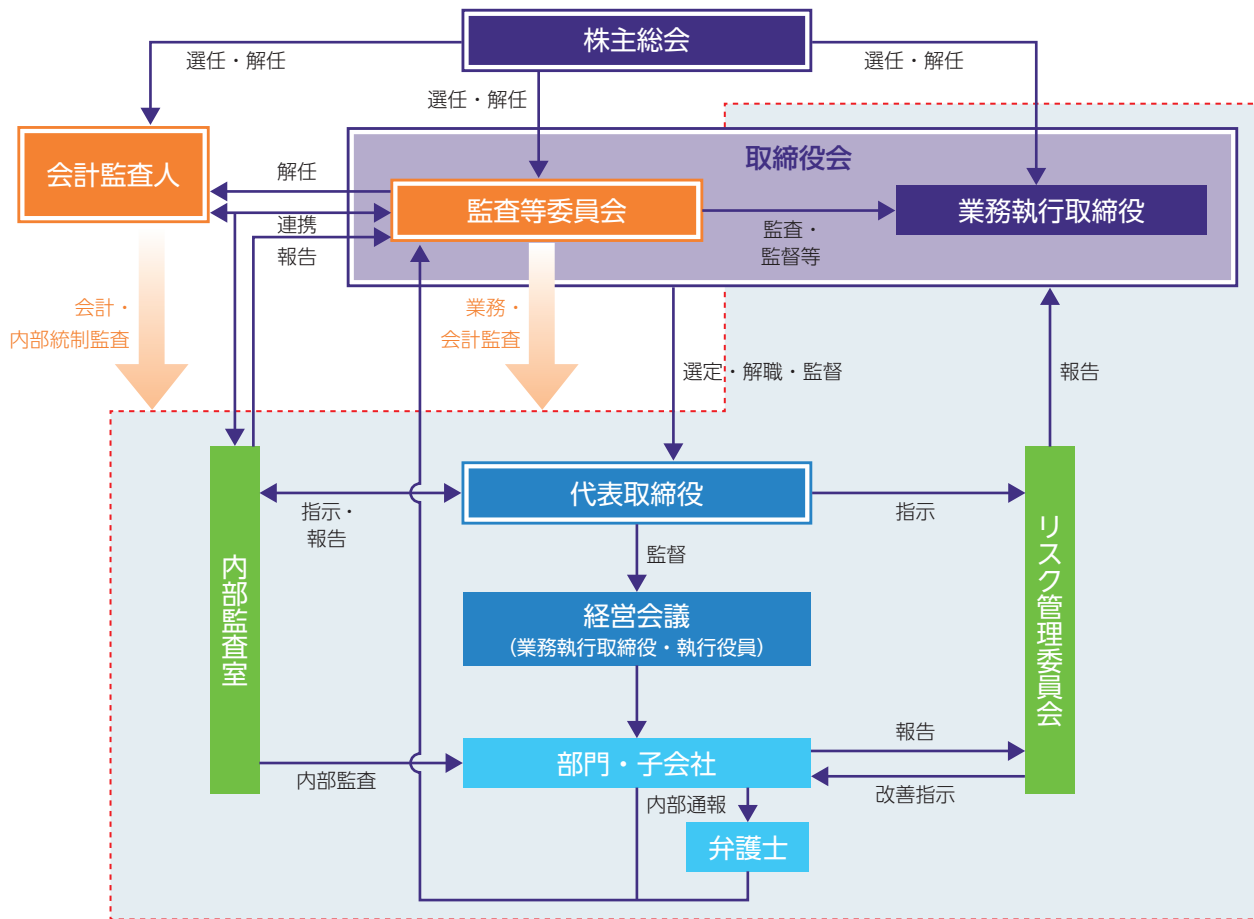 株主総会
選任・解任
選任・解任
選任・解任
取締役会
会計監査人
解任
監査等委員会
業務執行取締役
連携
報告
監査・
監督等
会計・
内部統制監査
業務・
会計監査
選定・解職・監督
報告
代表取締役
指示・
報告
指示
監督
内部監査室
経営会議
（業務執行取締役・執行役員）
リスク管理委員会
部門・子会社
報告
内部監査
改善指示
内部通報
弁護士